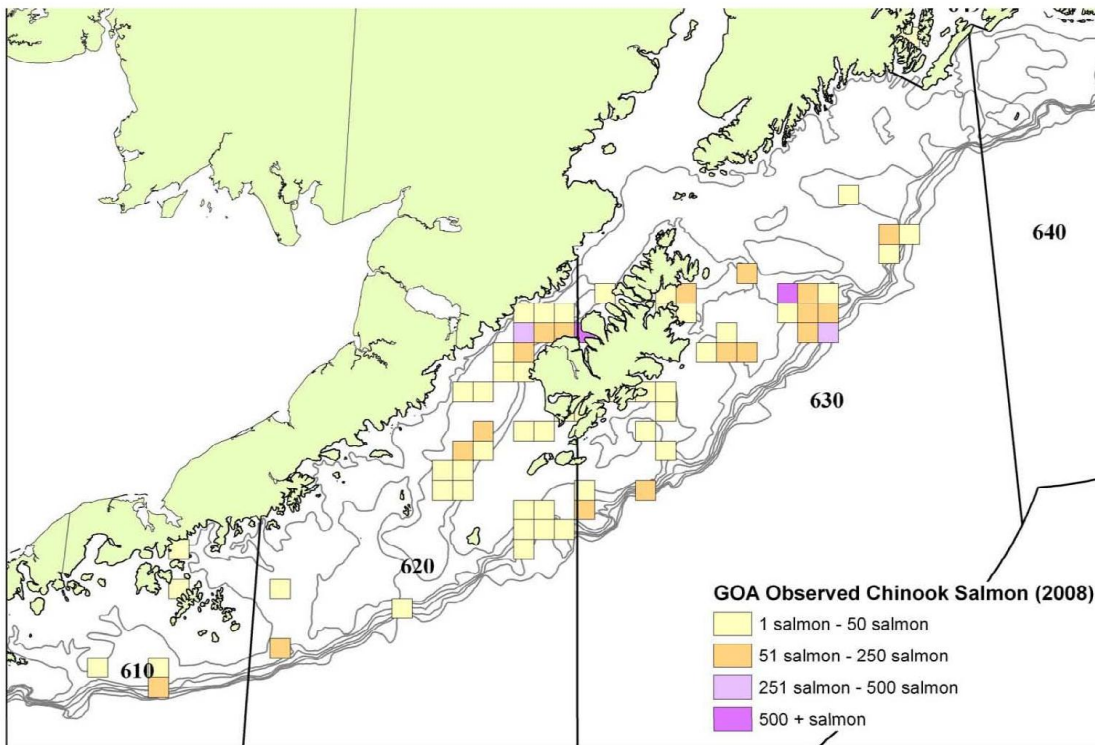 640
630
620
610
GOA Observed Chinook Salmon (2008)
1 salmon - 50 salmon
51 salmon - 250 salmon
251 salmon - 500 salmon
500 + salmon